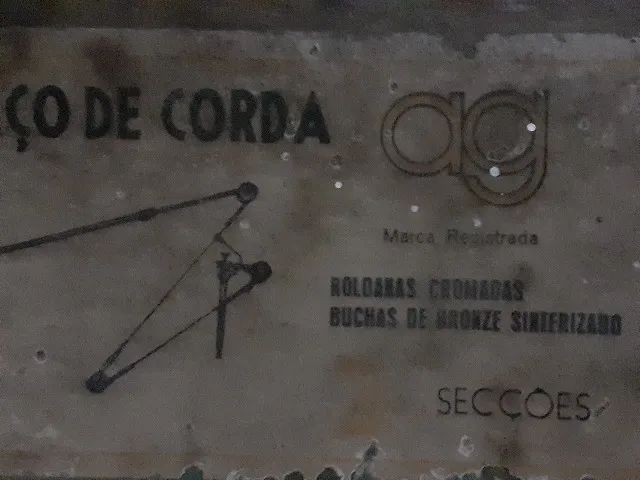 ÇO DE CORDA
ag
Marca Registrada
ROLDANAS CROMADAS
BUCHAS DE BRONZE SINTERIZADO
SECÇÕES